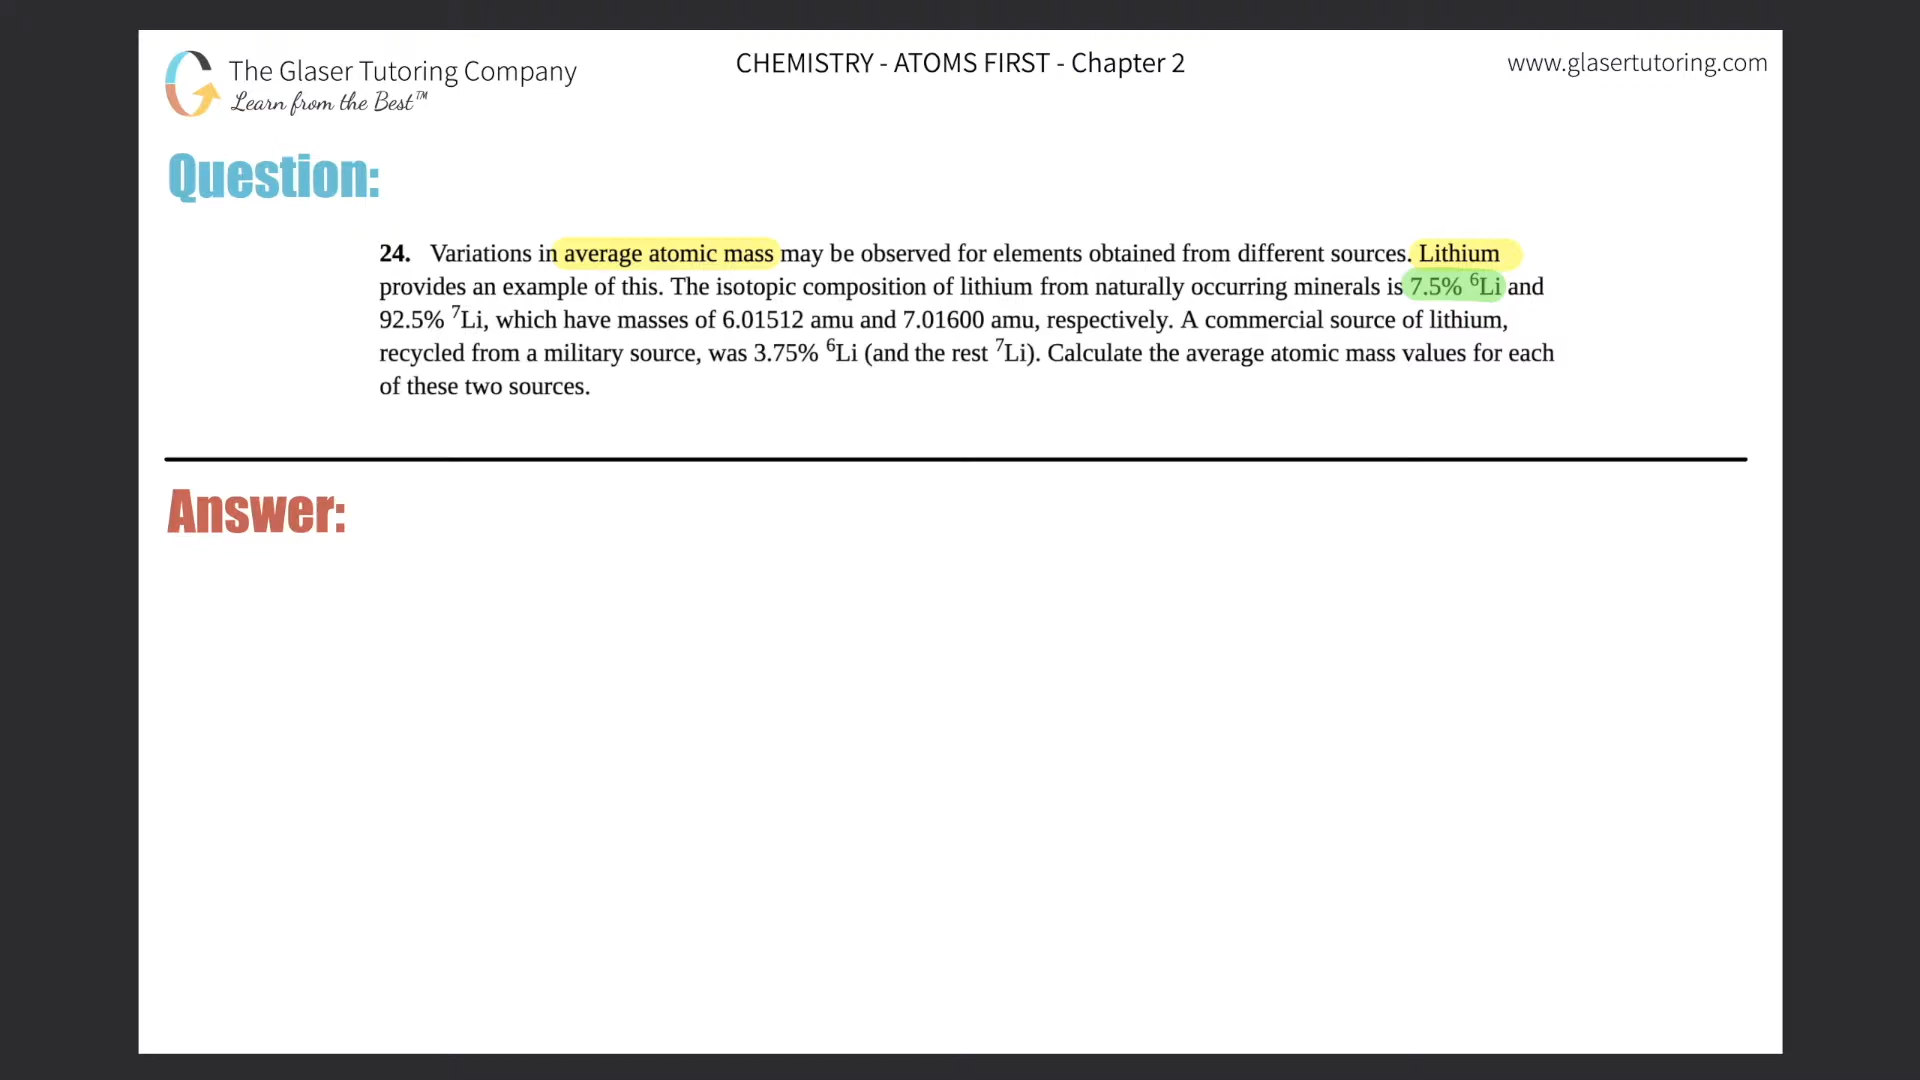 The Glaser Tutoring Company
Learn from the Best™
CHEMISTRY - ATOMS FIRST - Chapter 2
www.glasertutoring.com
Question:
24. Variations in average atomic mass may be observed for elements obtained from different sources. Lithium
provides an example of this. The isotopic composition of lithium from naturally occurring minerals is 7.5% ⁶Li and
92.5% ⁷Li, which have masses of 6.01512 amu and 7.01600 amu, respectively. A commercial source of lithium,
recycled from a military source, was 3.75% ⁶Li (and the rest ⁷Li). Calculate the average atomic mass values for each
of these two sources.
Answer: